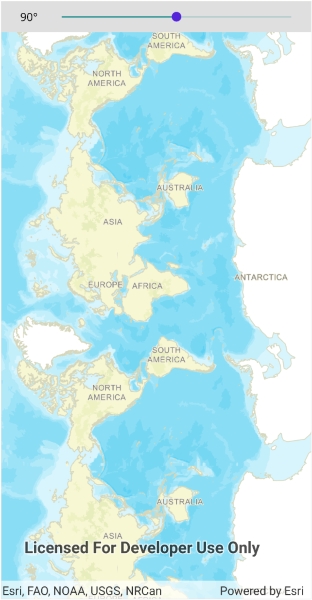 90°
SOUTH
AMERICA
NORTH
AMERICA
AUSTRALIA
ASIA
ANTARCTICA
EUROPE
AFRICA
SOUTH
AMERICA
NORTH
AMERICA
AUSTRALIA
ASIA
Licensed For Developer Use Only
Esri, FAO, NOAA, USGS, NRCan
Powered by Esri